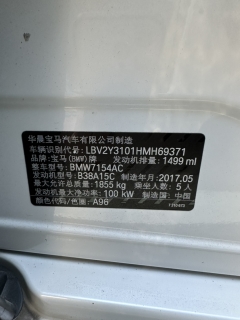 华晨宝马汽车有限公司制造
车辆识别代号: LBV2Y3101HMH69371
品牌: 宝马(BMW)牌 发动机排量: 1499 ml
整车型号: BMW7154AC
发动机型号: B38A15C 制造年月: 2017.05
最大允许总质量: 1855 kg 乘坐人数: 5 人
发动机最大净功率: 100 kW 制造国: 中国
颜色代码/色标: A96